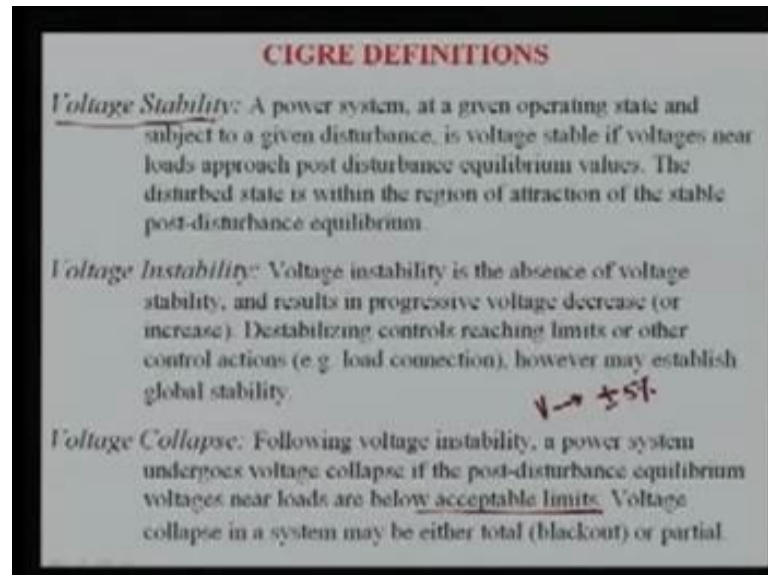 CIGRE DEFINITIONS
Voltage Stability: A power system, at a given operating state and
subject to a given disturbance, is voltage stable if voltages near
loads approach post disturbance equilibrium values. The
disturbed state is within the region of attraction of the stable
post-disturbance equilibrium.
Voltage Instability: Voltage instability is the absence of voltage
stability, and results in progressive voltage decrease (or
increase). Destabilizing controls reaching limits or other
control actions (e.g. load connection), however may establish
global stability.
V → ±5%
Voltage Collapse: Following voltage instability, a power system
undergoes voltage collapse if the post-disturbance equilibrium
voltages near loads are below acceptable limits. Voltage
collapse in a system may be either total (blackout) or partial.